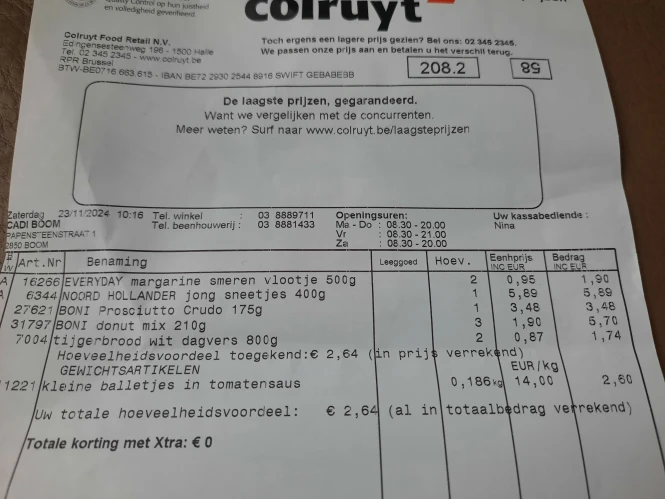 Quality Control op hun juistheid
en volledigheid geverifieerd.
colruyt
Colruyt Food Retail N.V.
Edingensesteenweg 196 - 1500 Halle
Tel. 02 345 2345 - www.colruyt.be
RPR Brussel
BTW-BE0716.663.615 - IBAN BE72 2930 2544 8916 SWIFT GEBABEBB
Toch ergens een lagere prijs gezien? Bel ons: 02 345 2345.
We passen onze prijs aan en betalen u het verschil terug.
208.2
89
De laagste prijzen, gegarandeerd.
Want we vergelijken met de concurrenten.
Meer weten? Surf naar www.colruyt.be/laagsteprijzen
Zaterdag 23/11/2024 10:16
CADI BOOM
PAPENSTEENSTRAAT 1
2850 BOOM
Tel. winkel : 03 8889711
Tel. beenhouwerij : 03 8881433
Openingsuren:
Ma - Do : 08.30 - 20.00
Vr : 08.30 - 21.00
Za : 08.30 - 20.00
Uw kassabediende :
Nina
Art.Nr Benaming Leeggoed Hoev. Eenhprijs INC EUR Bedrag INC EUR
A 16266 EVERYDAY margarine smeren vlootje 500g 2 0,95 1,90
A 6344 NOORD HOLLANDER jong sneetjes 400g 1 5,89 5,89
27621 BONI Prosciutto Crudo 175g 1 3,48 3,48
31797 BONI donut mix 210g 3 1,90 5,70
7004 tijgerbrood wit dagvers 800g 2 0,87 1,74
Hoeveelheidsvoordeel toegekend:€ 2,64 (in prijs verrekend)
GEWICHTSARTIKELEN EUR/kg
11221 kleine balletjes in tomatensaus 0,186kg 14,00 2,60
Uw totale hoeveelheidsvoordeel: € 2,64 (al in totaalbedrag verrekend)
Totale korting met Xtra: € 0